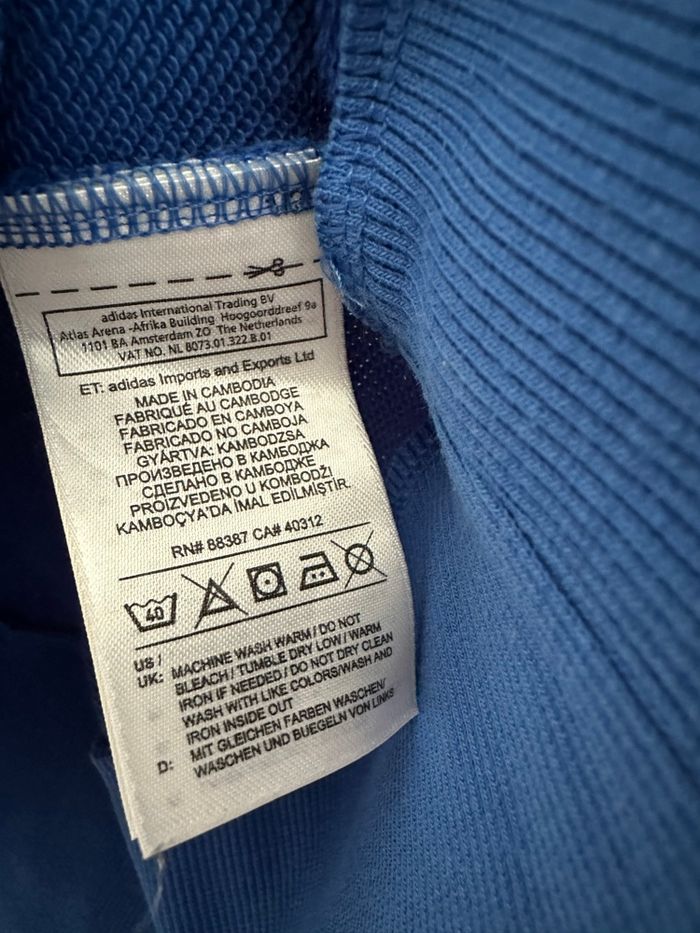 adidas International Trading BV
Atlas Arena -Afrika Building Hoogoorddreef 9a
1101 BA Amsterdam ZO The Netherlands
VAT NO. NL 8073.01.322.B.01
ET: adidas Imports and Exports Ltd
MADE IN CAMBODIA
FABRIQUÉ AU CAMBODGE
FABRICADO EN CAMBOYA
FABRICADO NO CAMBOJA
GYÁRTVA: KAMBODZSA
ПРОИЗВЕДЕНО В КАМБОДЖА
СДЕЛАНО В КАМБОДЖЕ
PROIZVEDENO U KOMBODŽI
KAMBOÇYA'DA İMAL EDİLMİŞTİR.
RN# 88387 CA# 40312
40
US /
UK: MACHINE WASH WARM / DO NOT
BLEACH / TUMBLE DRY LOW / WARM
IRON IF NEEDED / DO NOT DRY CLEAN
WASH WITH LIKE COLORS/WASH AND
IRON INSIDE OUT
D: MIT GLEICHEN FARBEN WASCHEN/
WASCHEN UND BUEGELN VON LINKS